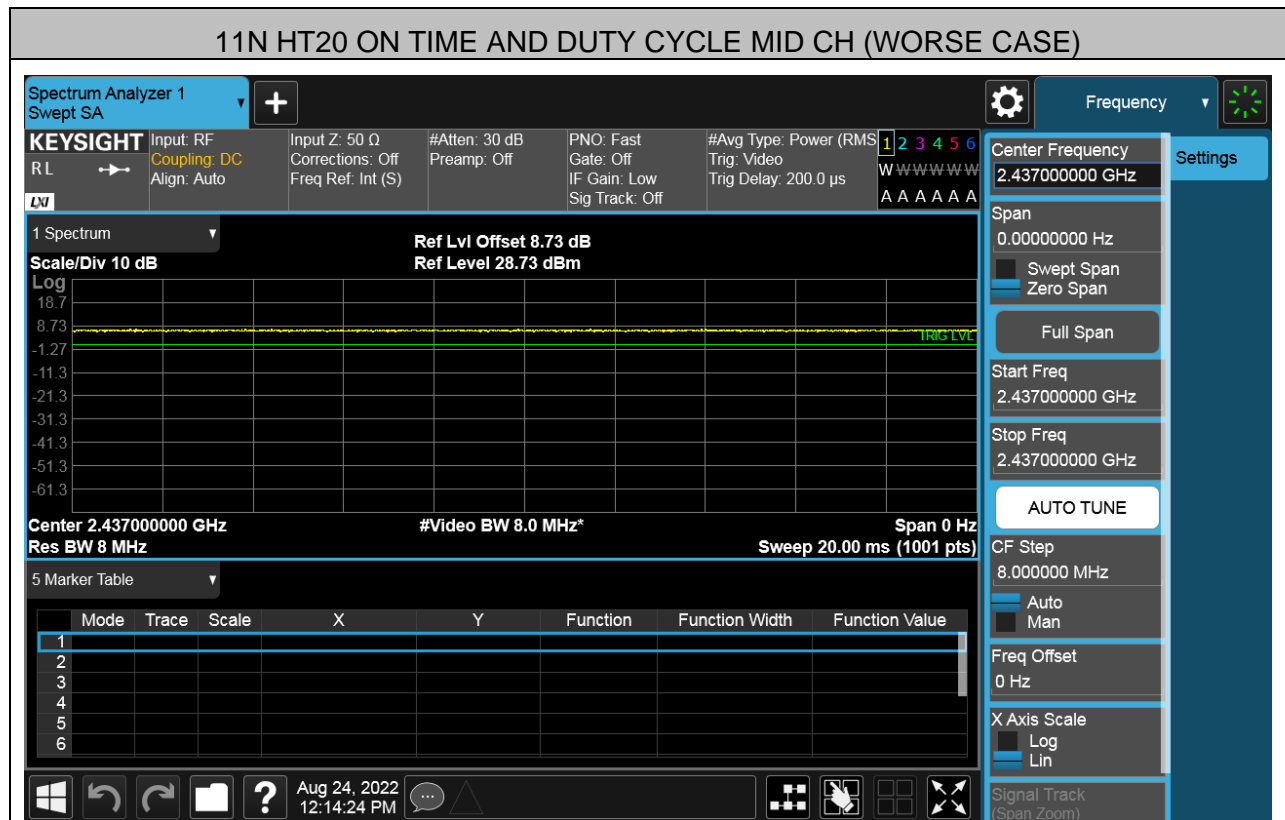 11N HT20 ON TIME AND DUTY CYCLE MID CH (WORSE CASE)
Spectrum Analyzer 1
Swept SA
Frequency
KEYSIGHT
RL
LXI
Input: RF
Coupling: DC
Align: Auto
Input Z: 50 Ω
Corrections: Off
Freq Ref: Int (S)
#Atten: 30 dB
Preamp: Off
PNO: Fast
Gate: Off
IF Gain: Low
Sig Track: Off
#Avg Type: Power (RMS
Trig: Video
Trig Delay: 200.0 µs
1 2 3 4 5 6
W W W W W W
A A A A A A
1 Spectrum
Scale/Div 10 dB
Ref Lvl Offset 8.73 dB
Ref Level 28.73 dBm
Log
18.7
8.73
-1.27
-11.3
-21.3
-31.3
-41.3
-51.3
-61.3
TRIG LVL
Center 2.437000000 GHz
#Video BW 8.0 MHz*
Span 0 Hz
Res BW 8 MHz
Sweep 20.00 ms (1001 pts)
5 Marker Table
Mode Trace Scale X Y Function Function Width Function Value
1
2
3
4
5
6
Aug 24, 2022
12:14:24 PM
Center Frequency
2.437000000 GHz
Settings
Span
0.00000000 Hz
Swept Span
Zero Span
Full Span
Start Freq
2.437000000 GHz
Stop Freq
2.437000000 GHz
AUTO TUNE
CF Step
8.000000 MHz
Auto
Man
Freq Offset
0 Hz
X Axis Scale
Log
Lin
Signal Track
(Span Zoom)